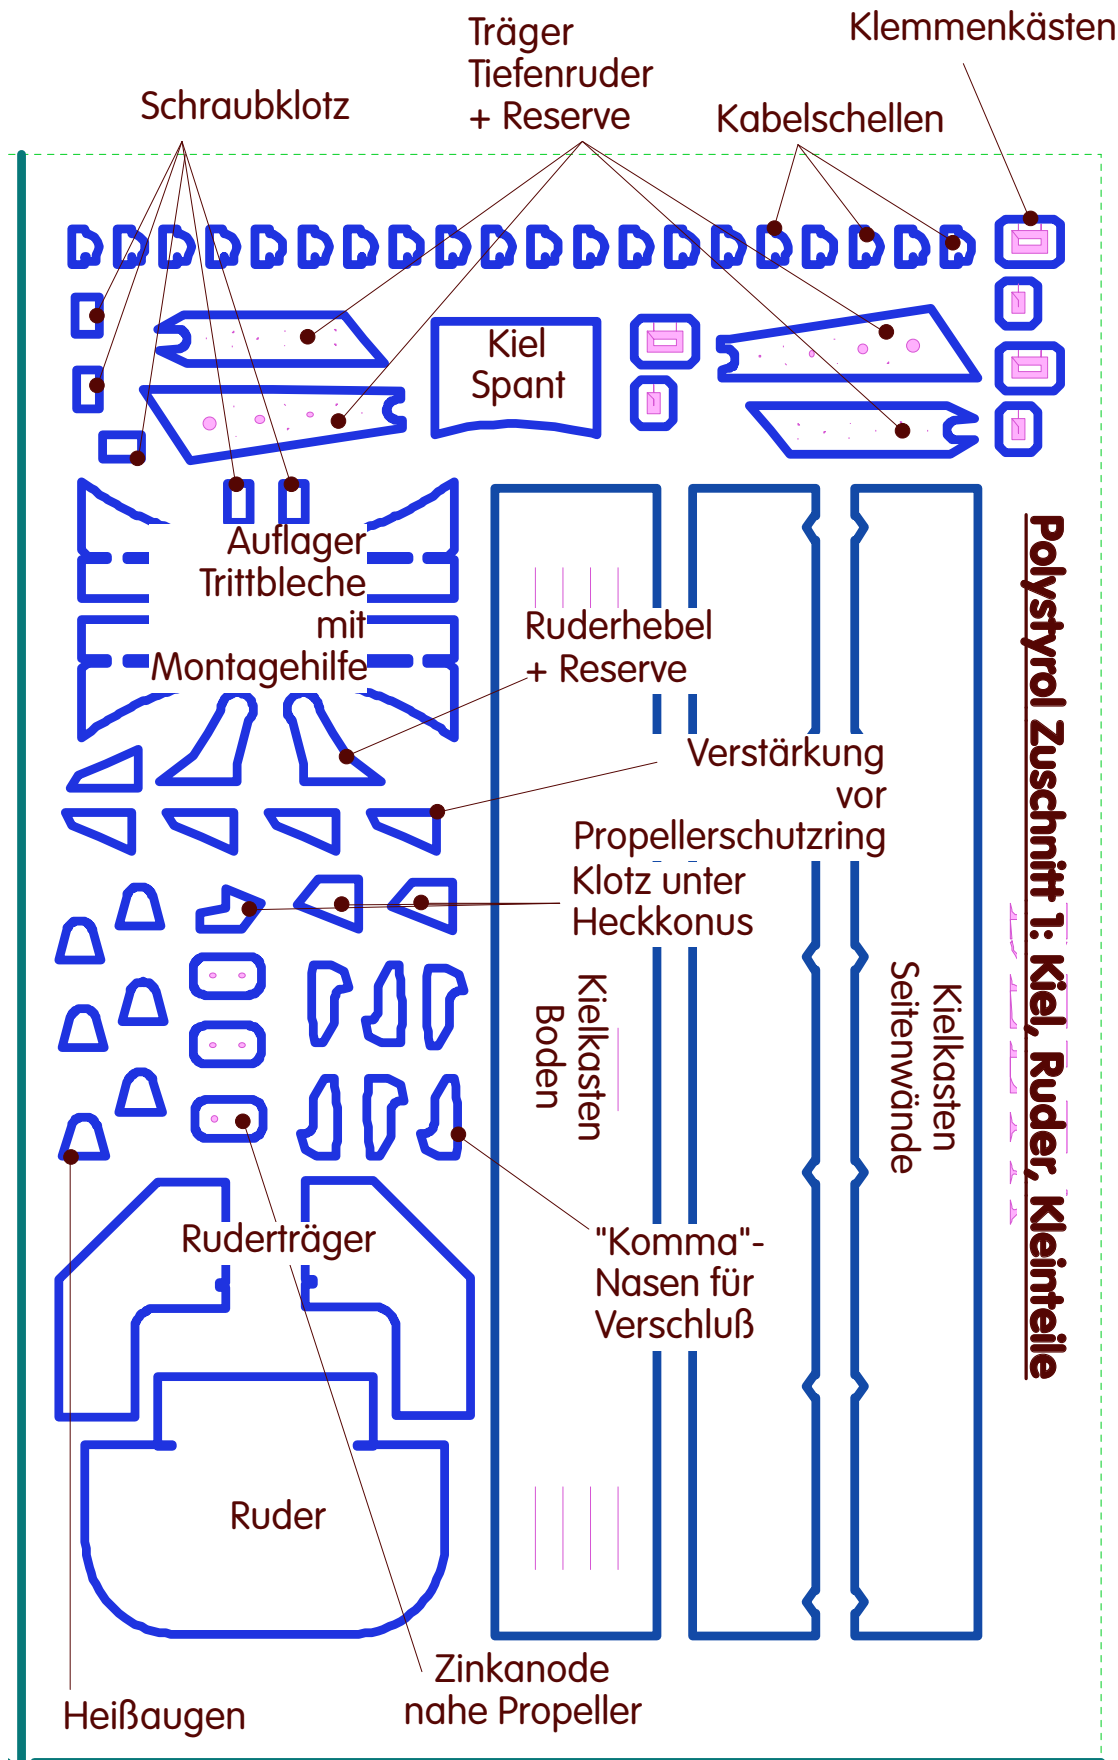 Klemmenkästen
Träger
Tiefenruder
+ Reserve
Schraubklotz
Kabelschellen
Kiel
Spant
Auflager
Trittbleche
mit
Montagehilfe
Ruderhebel
+ Reserve
Verstärkung
vor
Propellerschutzring
Klotz unter
Heckkonus
Kielkasten
Boden
Kielkasten
Seitenwände
Polystyrol Zuschnitt 1: Kiel, Ruder, Kleinteile
Ruderträger
"Komma"-
Nasen für
Verschluß
Ruder
Zinkanode
nahe Propeller
Heißaugen